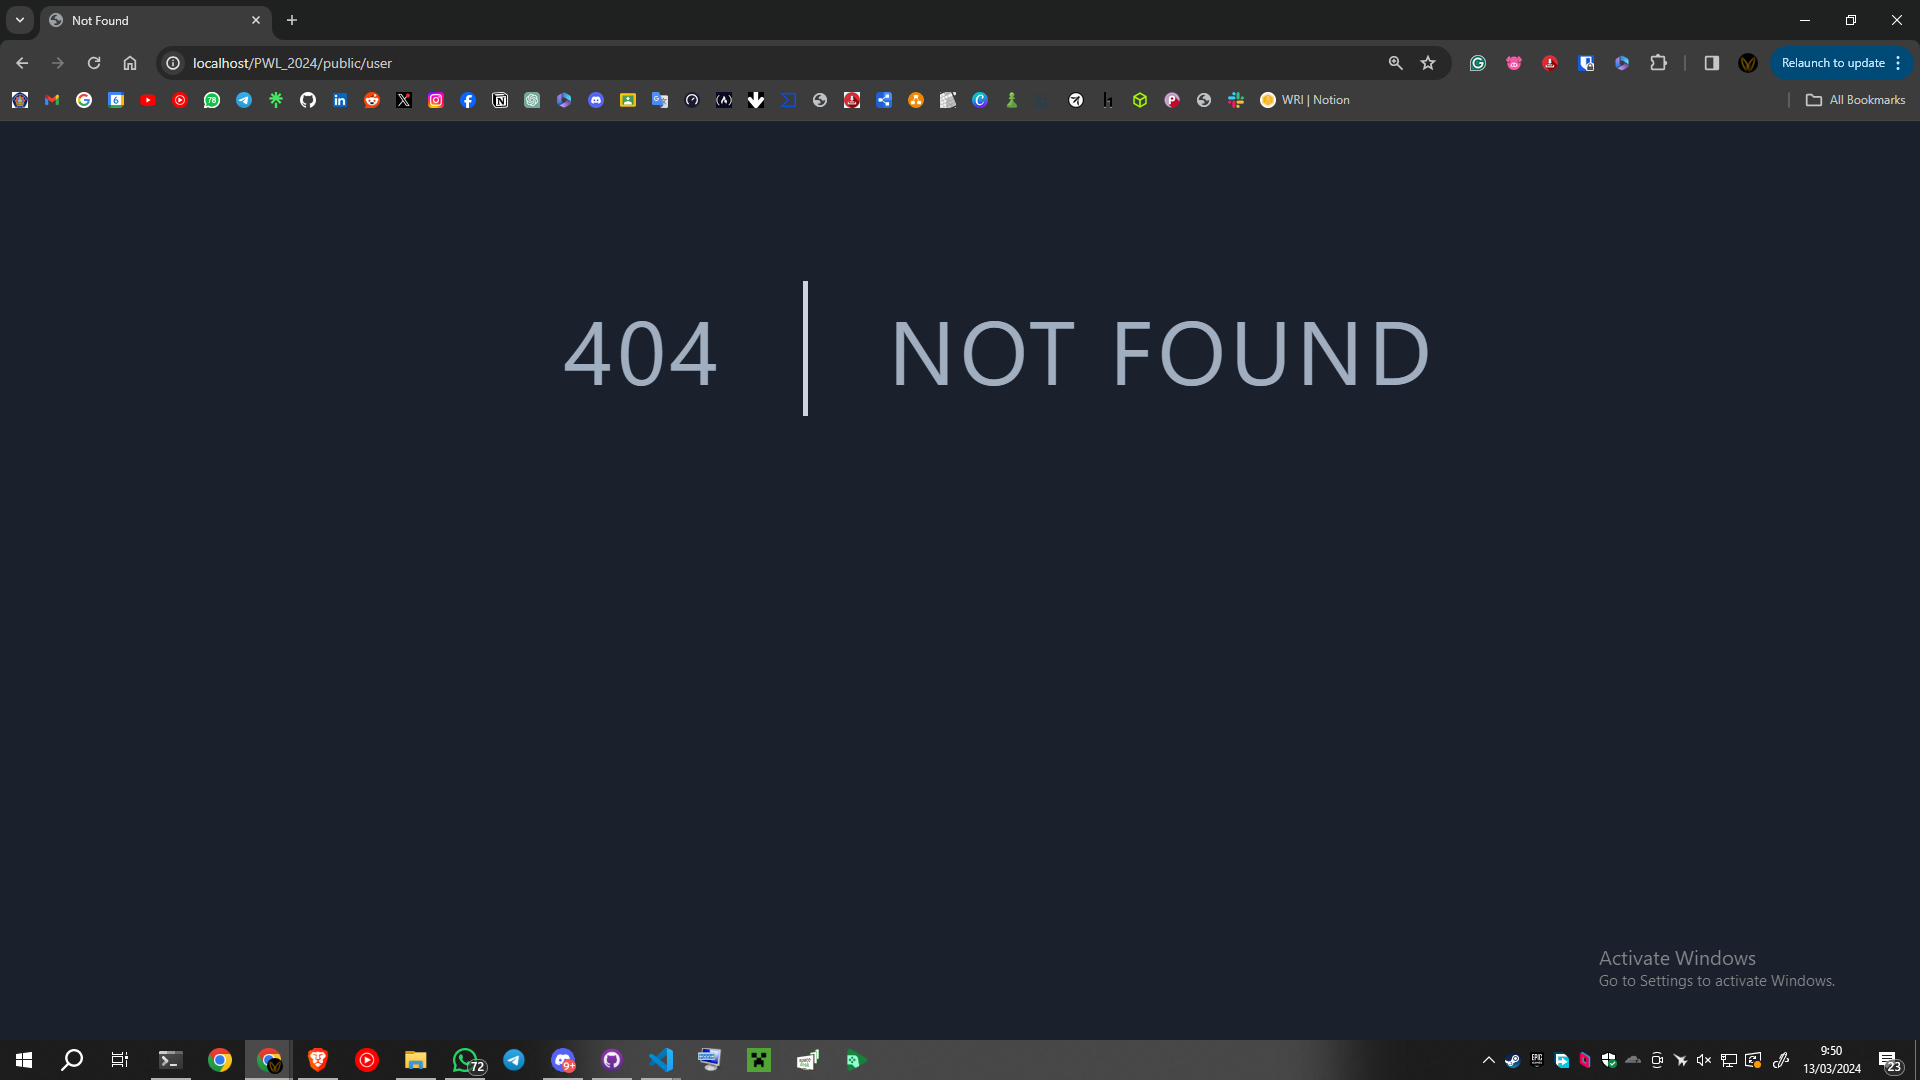 Not Found
localhost/PWL_2024/public/user
Relaunch to update
WRI | Notion
All Bookmarks
404
NOT FOUND
Activate Windows
Go to Settings to activate Windows.
72
9+
9:50
13/03/2024
23